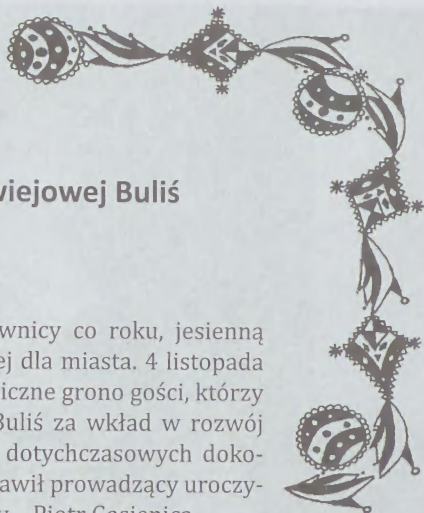 wiejowej Buliś
wnicy co roku, jesienną
ej dla miasta. 4 listopada
iczne grono gości, którzy
Buliś za wkład w rozwój
dotychczasowych doko-
awił prowadzący uroczy-